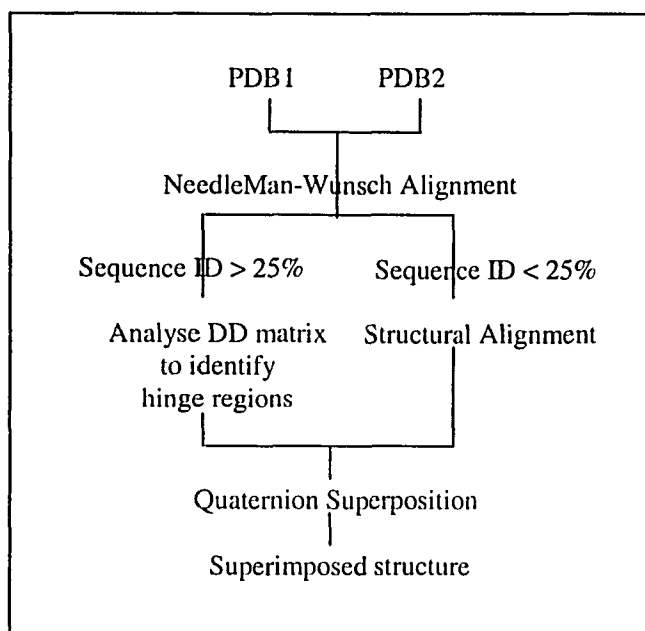 PDB1 PDB2
NeedleMan-Wunsch Alignment
Sequence ID > 25% Sequence ID < 25%
Analyse DD matrix Structural Alignment
to identify
hinge regions
Quaternion Superposition
Superimposed structure